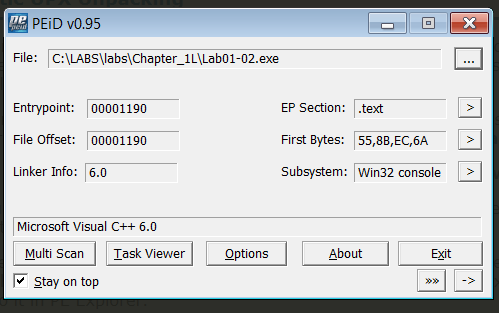 PEiD v0.95
File: C:\LABS\labs\Chapter_1L\Lab01-02.exe ...
Entrypoint: 00001190 EP Section: .text >
File Offset: 00001190 First Bytes: 55,8B,EC,6A >
Linker Info: 6.0 Subsystem: Win32 console >
Microsoft Visual C++ 6.0
Multi Scan Task Viewer Options About Exit
Stay on top »» ->